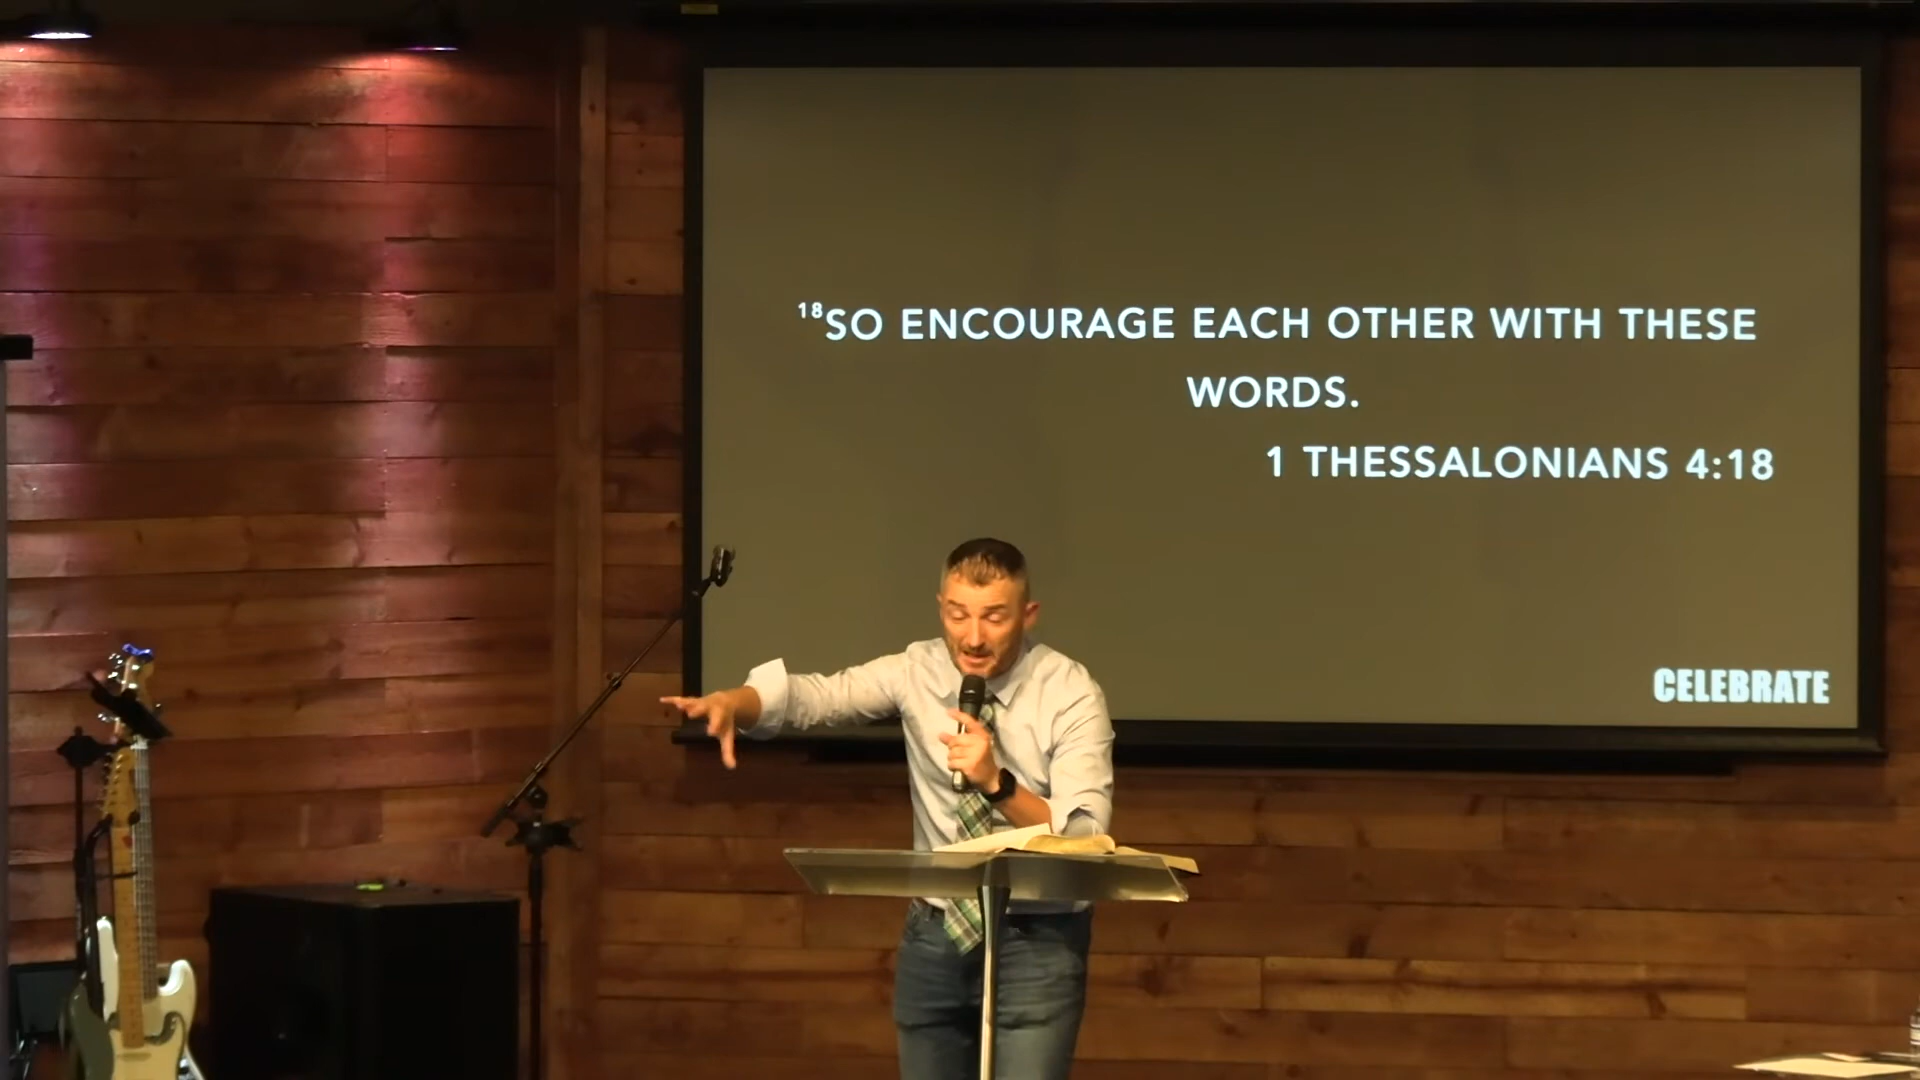 ¹⁸SO ENCOURAGE EACH OTHER WITH THESE
WORDS.
1 THESSALONIANS 4:18
CELEBRATE